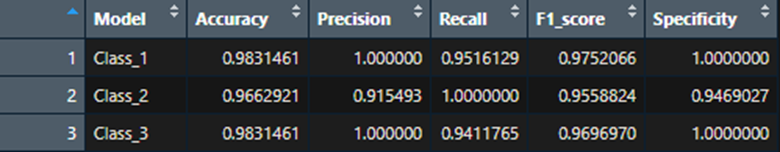 Model Accuracy Precision Recall F1_score Specificity
1 Class_1 0.9831461 1.000000 0.9516129 0.9752066 1.0000000
2 Class_2 0.9662921 0.915493 1.0000000 0.9558824 0.9469027
3 Class_3 0.9831461 1.000000 0.9411765 0.9696970 1.0000000